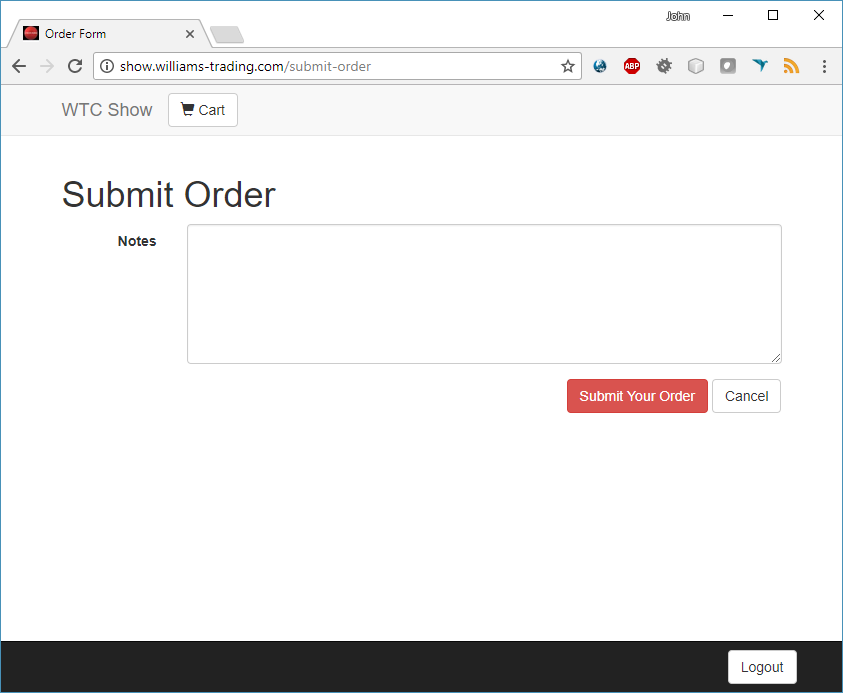 John
Order Form
show.williams-trading.com/submit-order
ABP
WTC Show
Cart
Submit Order
Notes
Submit Your Order
Cancel
Logout